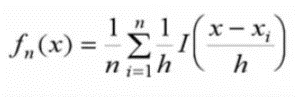 f_n(x) = \frac{1}{n} \sum_{i=1}^{n} \frac{1}{h} I\left(\frac{x - x_i}{h}\right)